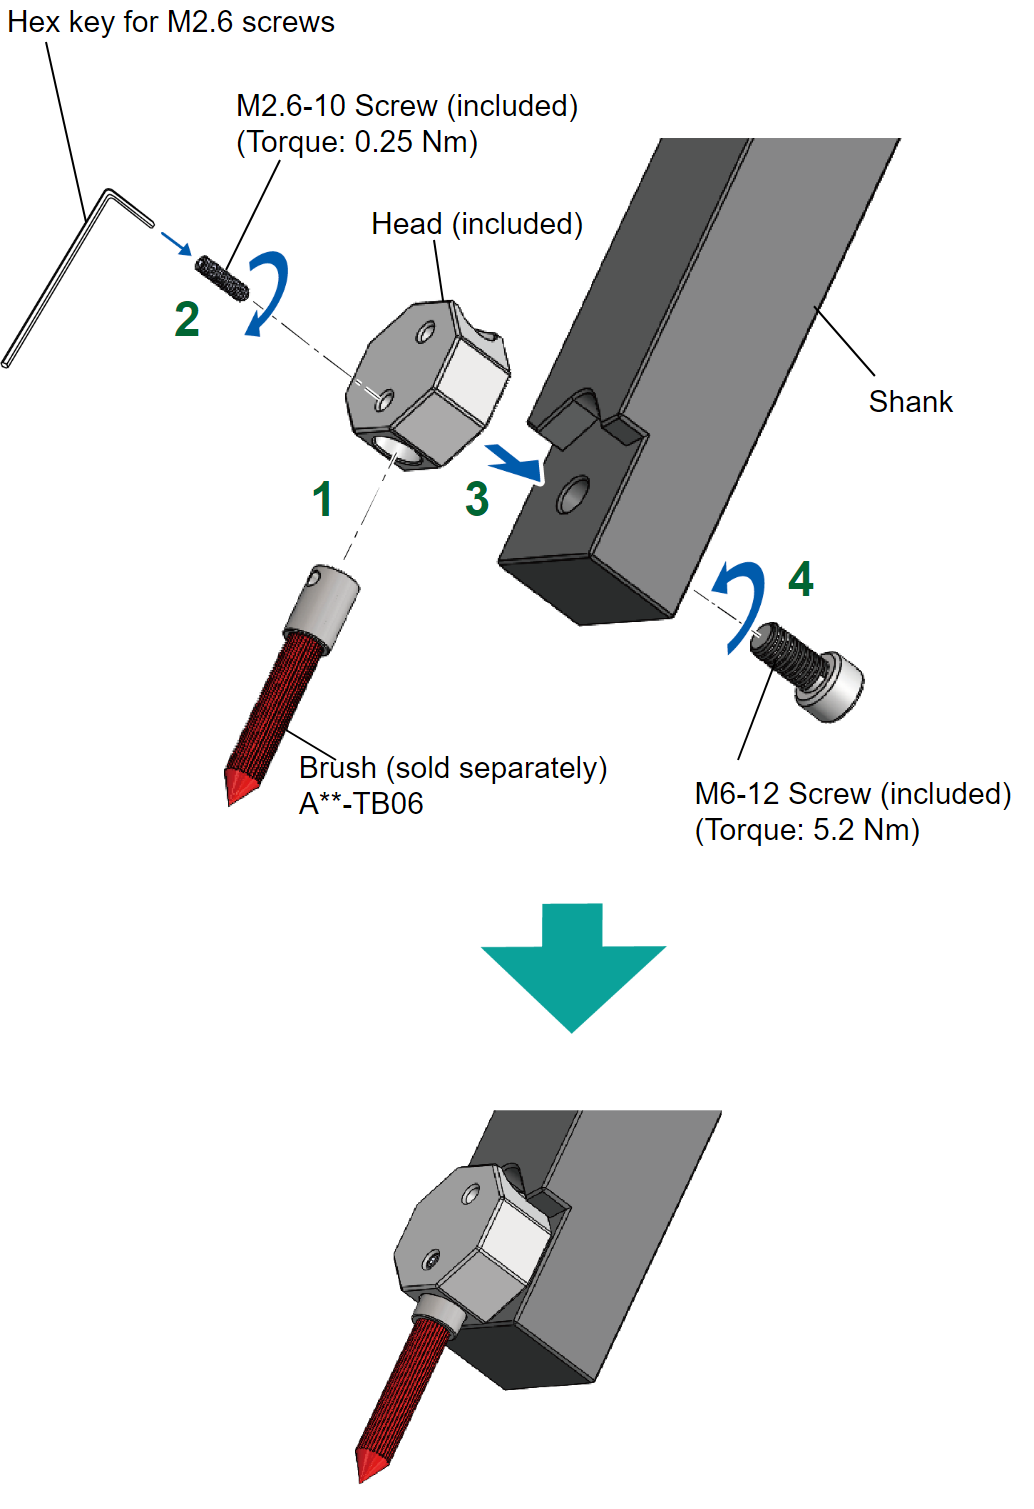 Hex key for M2.6 screws
M2.6-10 Screw (included)
(Torque: 0.25 Nm)
Head (included)
2
Shank
1
3
4
Brush (sold separately)
A**-TB06
M6-12 Screw (included)
(Torque: 5.2 Nm)